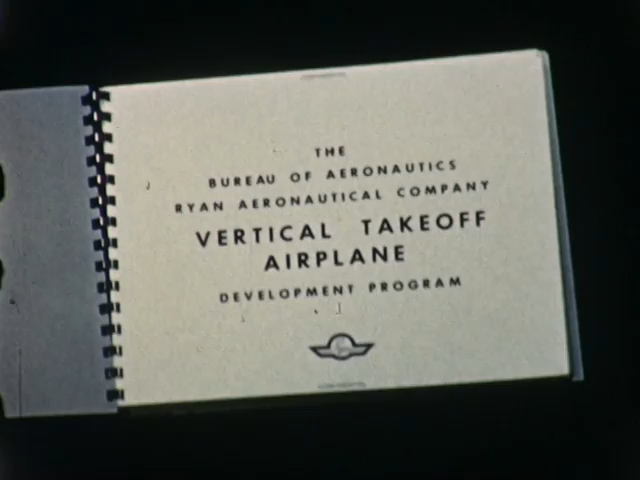 THE
BUREAU OF AERONAUTICS
RYAN AERONAUTICAL COMPANY
VERTICAL TAKEOFF
AIRPLANE
DEVELOPMENT PROGRAM